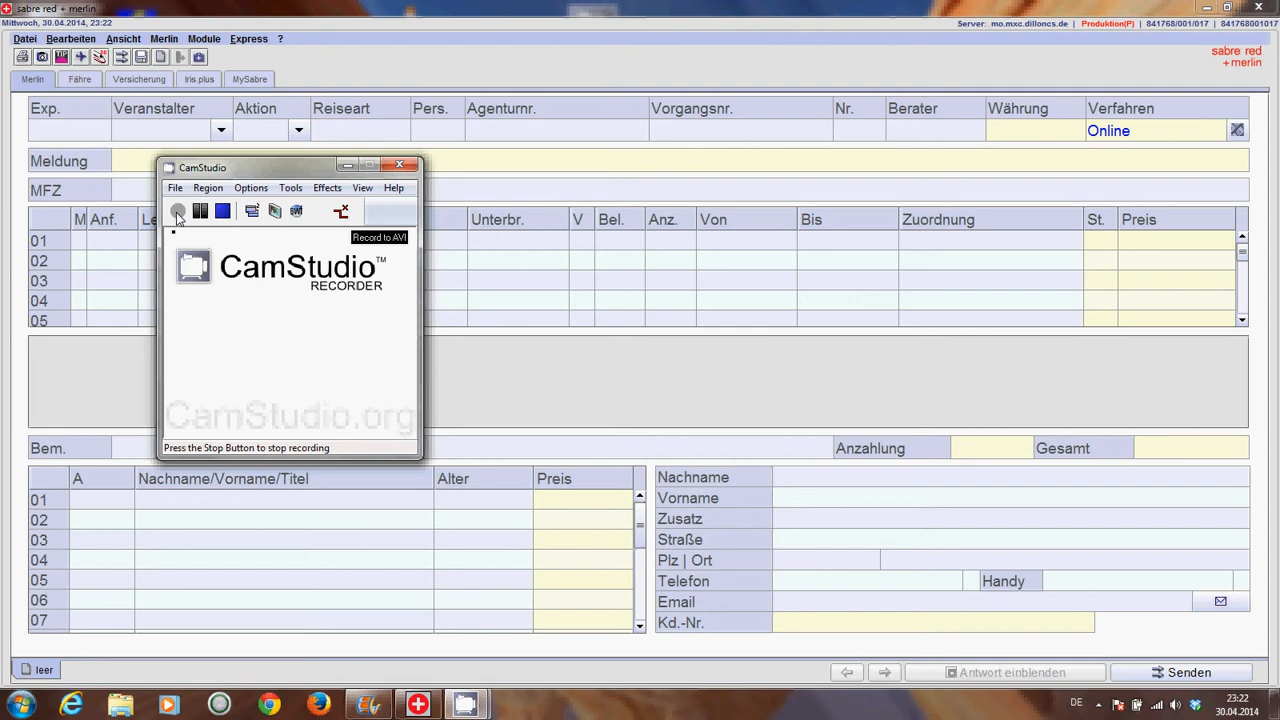 sabre red + merlin
Mittwoch, 30.04.2014, 23:22 Server: mo.mxc.dilloncs.de | Produktion(P) | 841768/001/017 | 841768001017
Datei Bearbeiten Ansicht Merlin Module Express ?
sabre red
+merlin
Merlin Fähre Versicherung Iris.plus MySabre
Exp. Veranstalter Aktion Reiseart Pers. Agenturnr. Vorgangsnr. Nr. Berater Währung Verfahren
Online
Meldung
MFZ
M Anf. Le Unterbr. V Bel. Anz. Von Bis Zuordnung St. Preis
01
02
03
04
05
CamStudio
File Region Options Tools Effects View Help
Record to AVI
CamStudio™
RECORDER
CamStudio.org
Press the Stop Button to stop recording
Bem. Anzahlung Gesamt
A Nachname/Vorname/Titel Alter Preis
01
02
03
04
05
06
07
Nachname
Vorname
Zusatz
Straße
Plz | Ort
Telefon Handy
Email
Kd.-Nr.
leer Antwort einblenden Senden
DE 23:22
30.04.2014